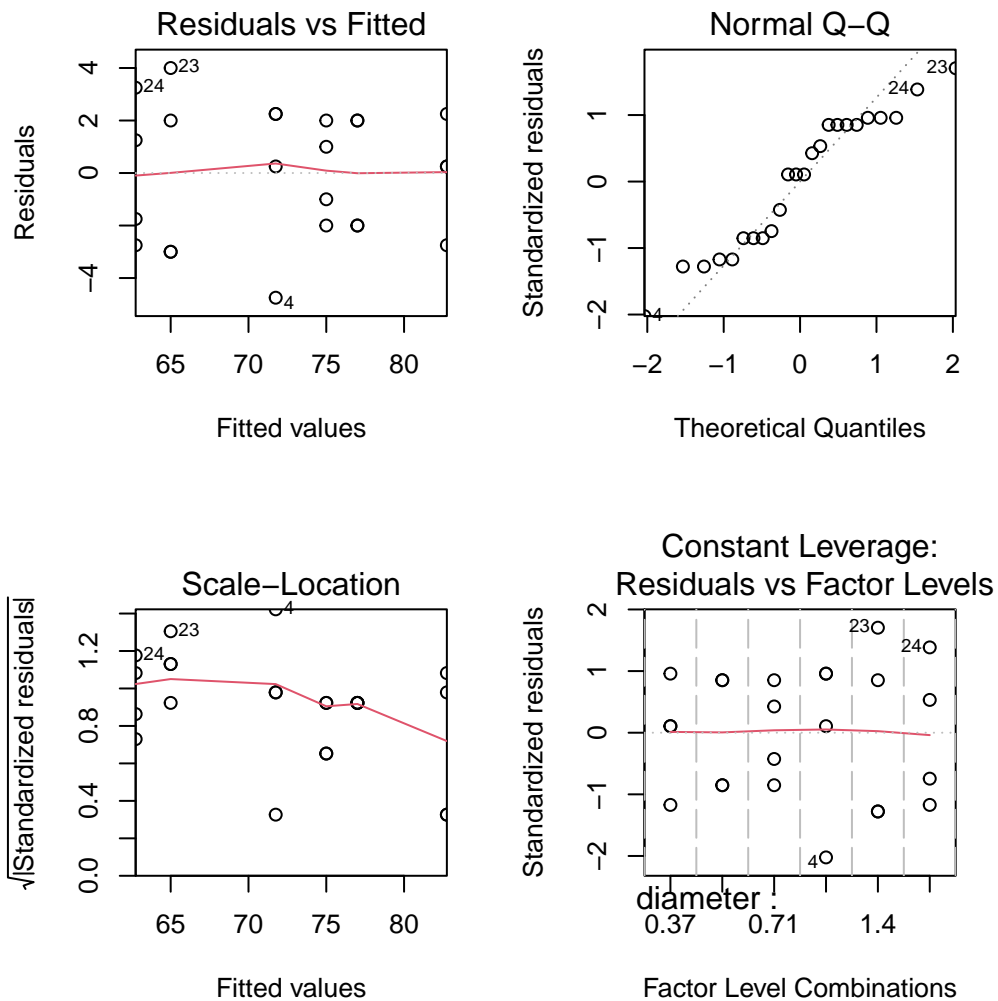 Residuals vs Fitted
Residuals
4
2
0
−4
23
24
4
65 70 75 80
Fitted values
Normal Q−Q
Standardized residuals
1
0
−1
−2
23
24
4
−2 −1 0 1 2
Theoretical Quantiles
Scale−Location
√|Standardized residuals|
1.2
0.8
0.4
0.0
4
23
24
65 70 75 80
Fitted values
Constant Leverage:
Residuals vs Factor Levels
Standardized residuals
2
1
0
−1
−2
23
24
4
diameter :
0.37 0.71 1.4
Factor Level Combinations